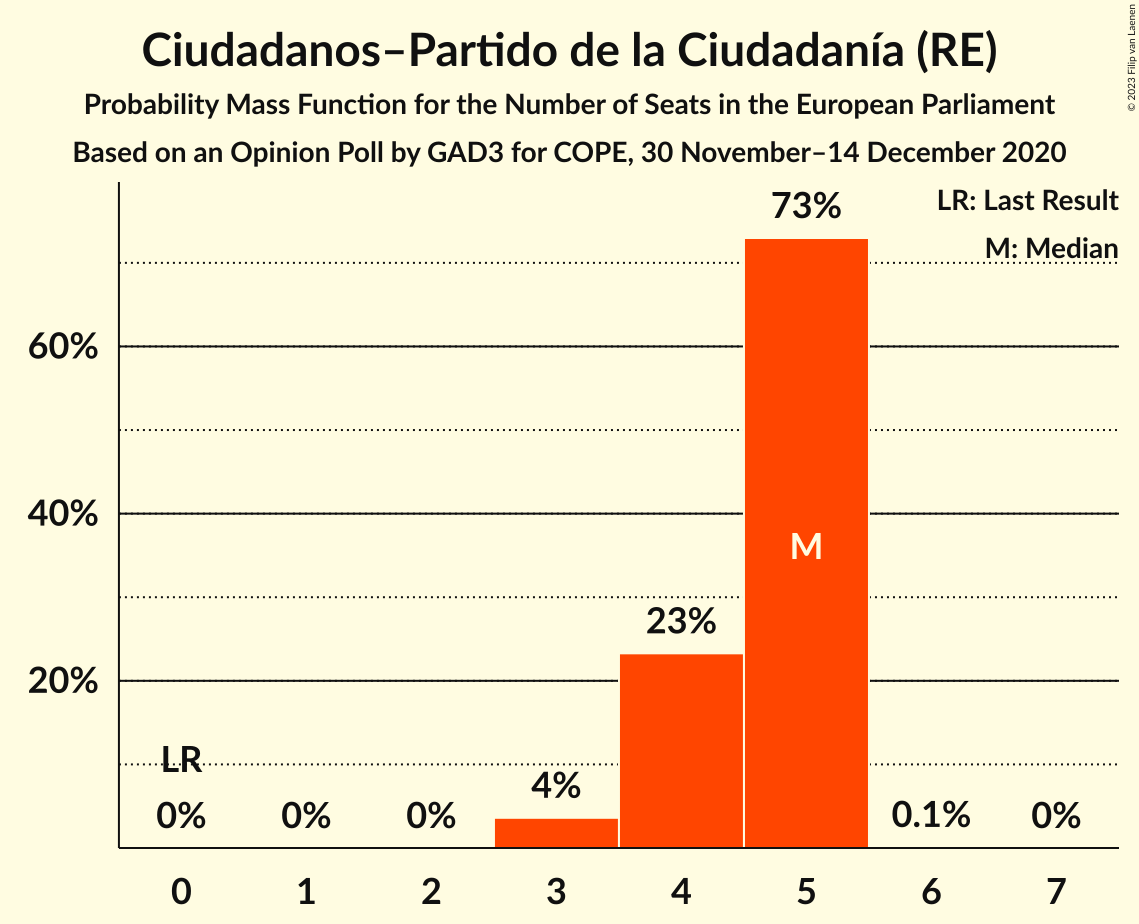 Ciudadanos–Partido de la Ciudadanía (RE)
Probability Mass Function for the Number of Seats in the European Parliament
Based on an Opinion Poll by GAD3 for COPE, 30 November–14 December 2020
© 2023 Filip van Laenen
LR: Last Result
M: Median
73%
60%
40%
M
23%
20%
LR
4%
0% 0% 0% 0.1% 0%
0 1 2 3 4 5 6 7